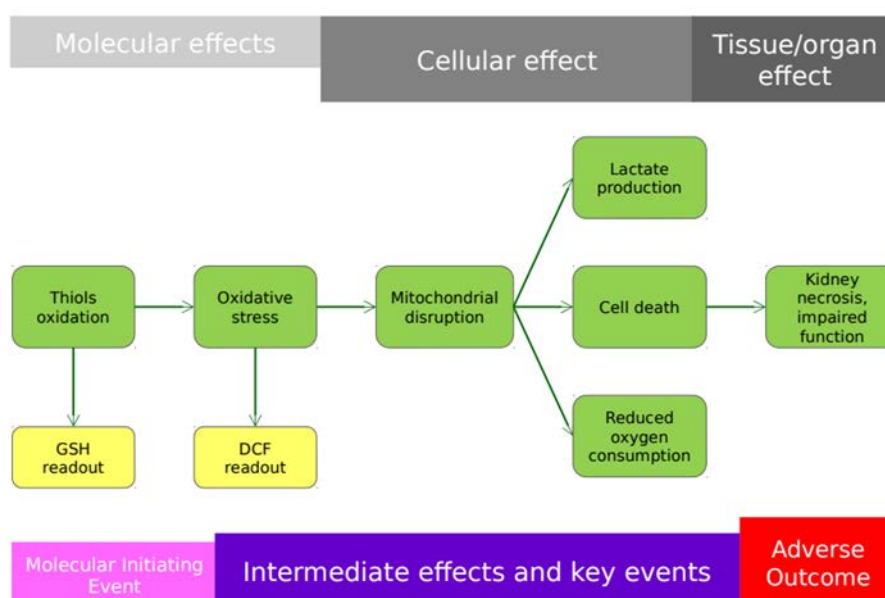 Molecular effects
Cellular effect
Tissue/organ
effect
Lactate
production
Thiols
oxidation
Oxidative
stress
Mitochondrial
disruption
Cell death
Kidney
necrosis,
impaired
function
GSH
readout
DCF
readout
Reduced
oxygen
consumption
Molecular Initiating
Event
Intermediate effects and key events
Adverse
Outcome